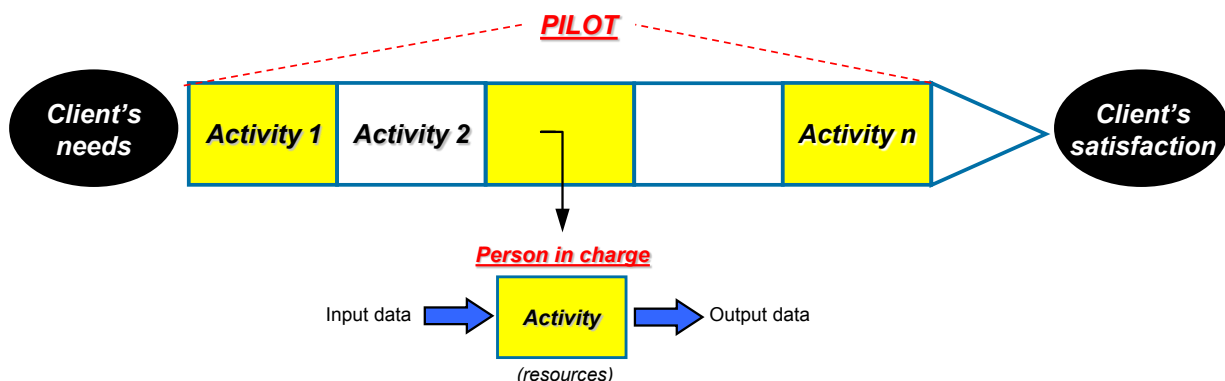 PILOT
Client's
needs
Activity 1
Activity 2
Activity n
Client's
satisfaction
Person in charge
Input data
Activity
Output data
(resources)